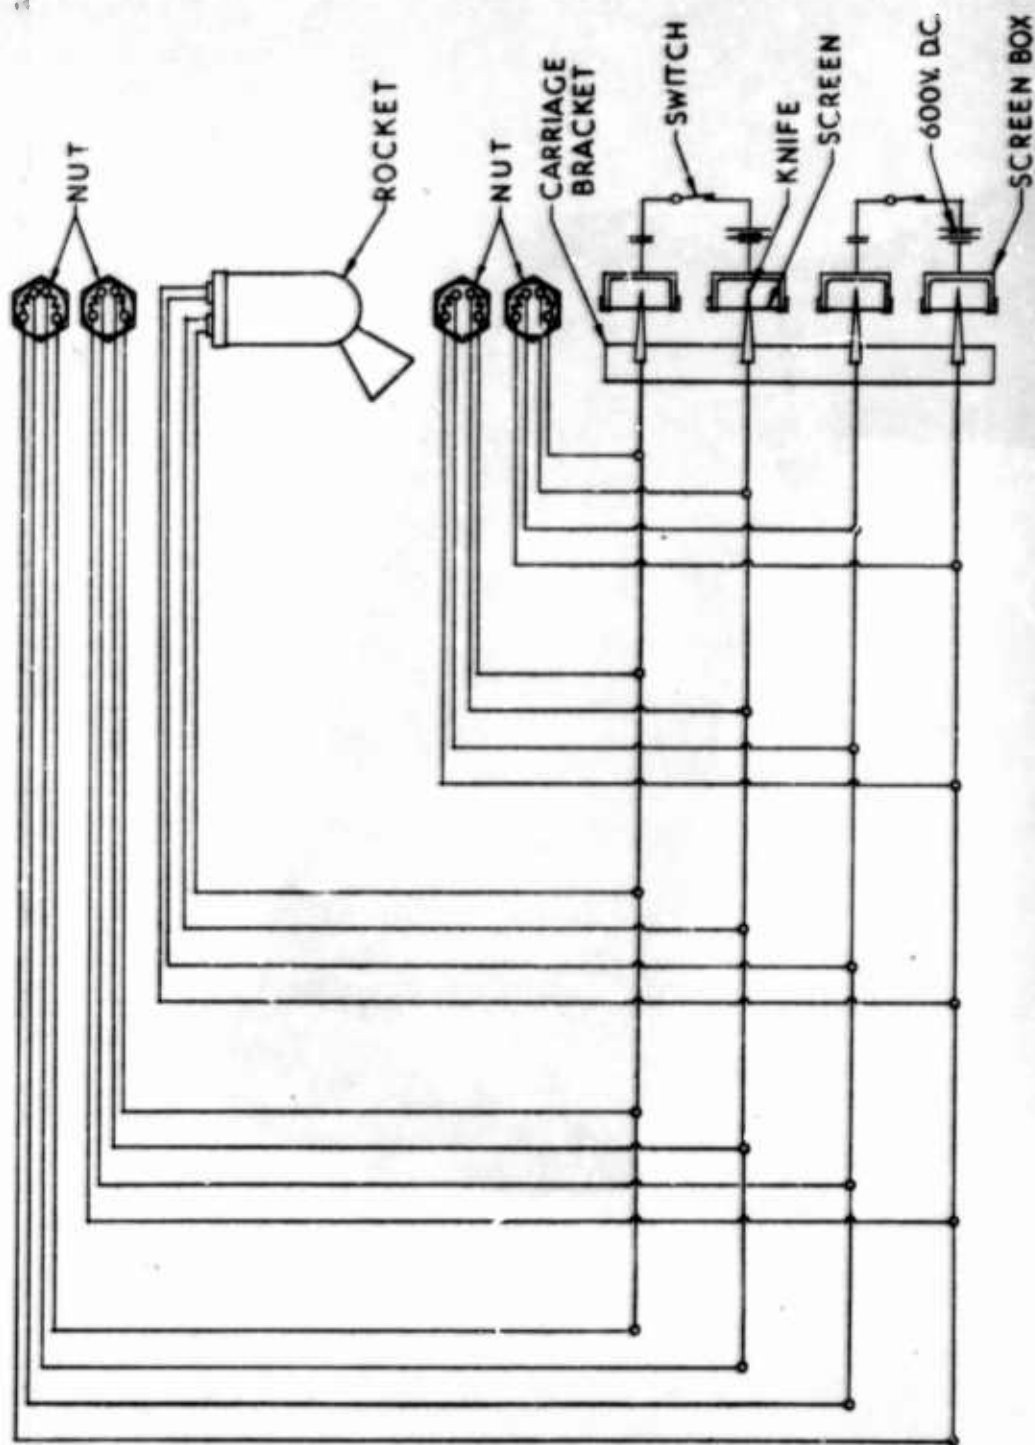 NUT
ROCKET
NUT
CARRIAGE
BRACKET
SWITCH
KNIFE
SCREEN
600V. D.C.
SCREEN BOX